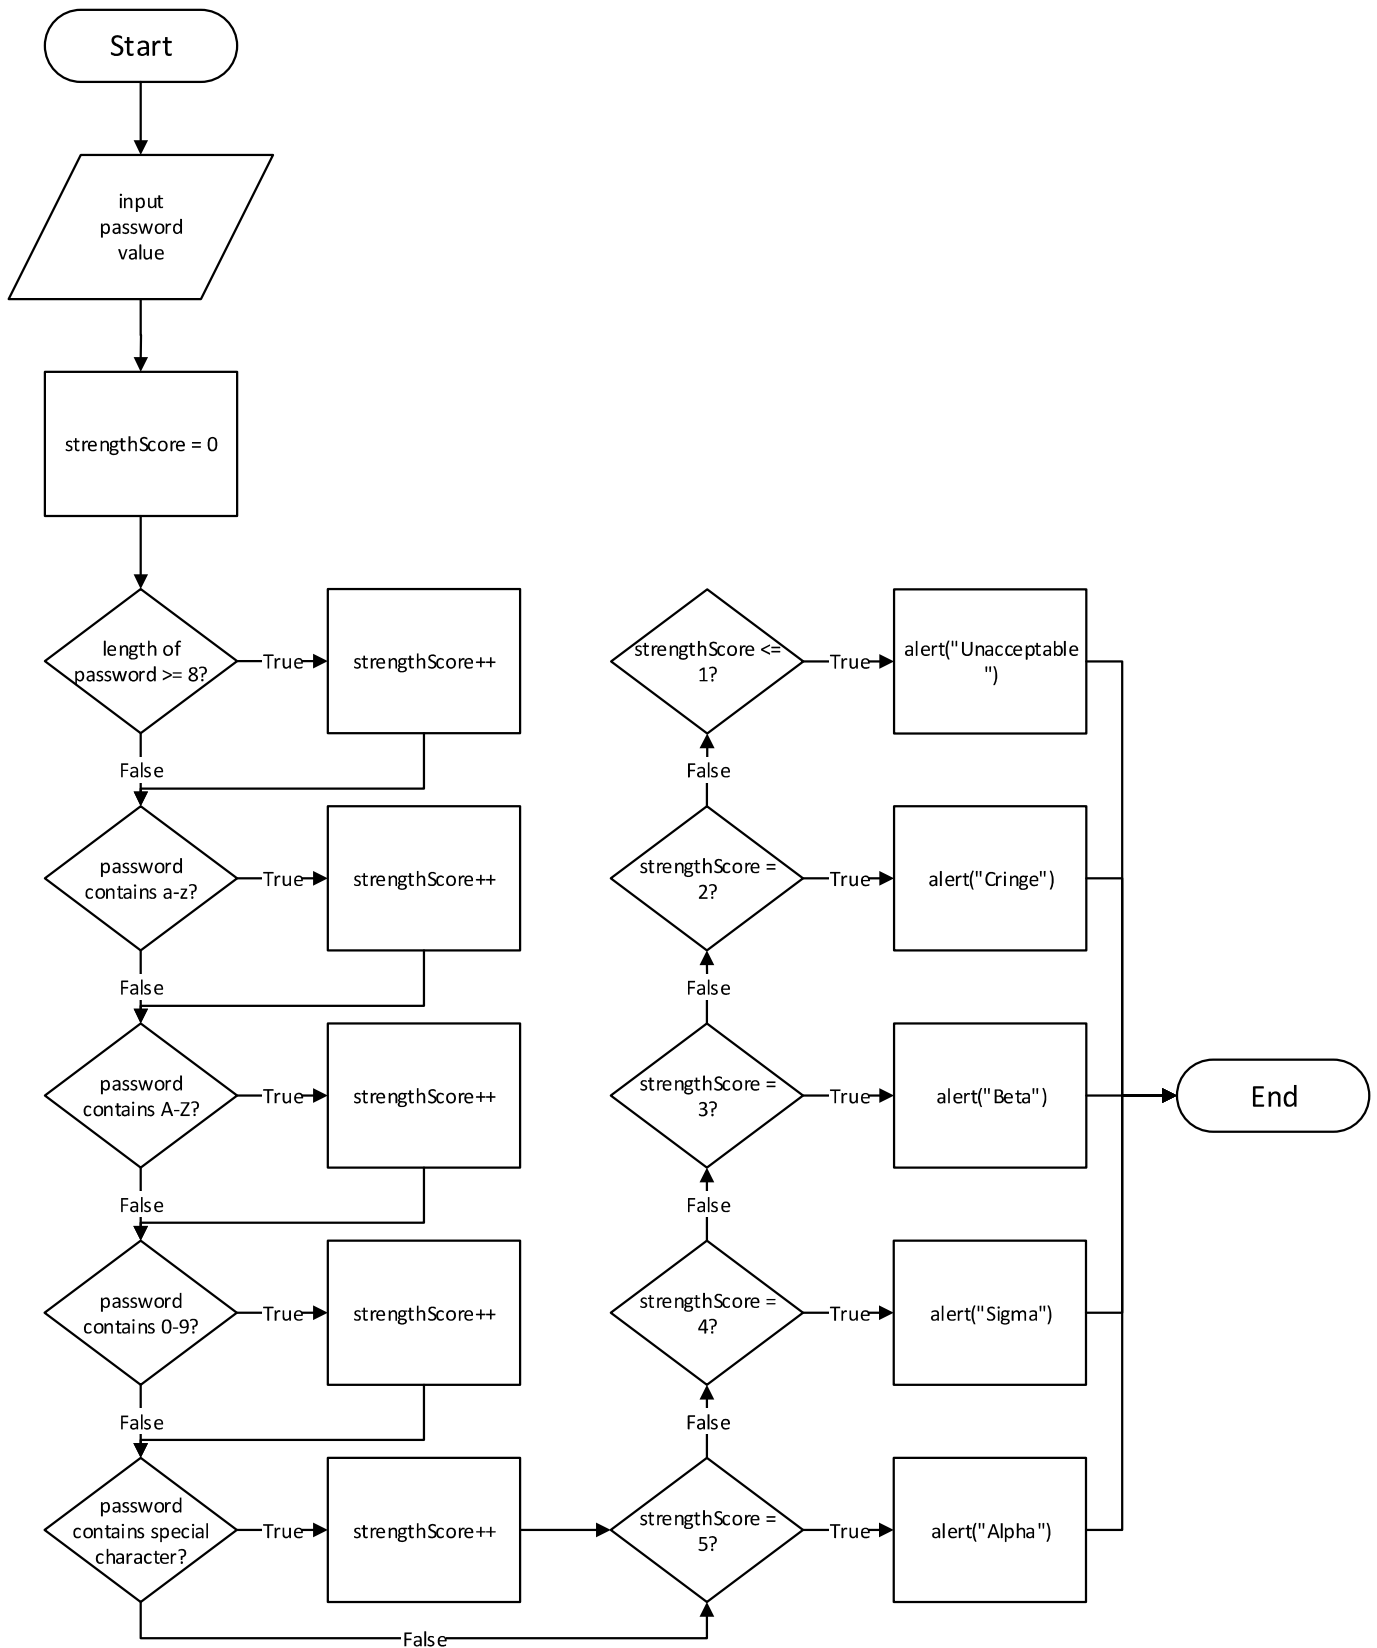 Start
input
password
value
strengthScore = 0
length of
password >= 8?
True
strengthScore++
False
password
contains a-z?
True
strengthScore++
False
password
contains A-Z?
True
strengthScore++
False
password
contains 0-9?
True
strengthScore++
False
password
contains special
character?
True
strengthScore++
False
strengthScore =
5?
True
alert("Alpha")
False
strengthScore =
4?
True
alert("Sigma")
False
strengthScore =
3?
True
alert("Beta")
False
strengthScore =
2?
True
alert("Cringe")
False
strengthScore <=
1?
True
alert("Unacceptable
")
End